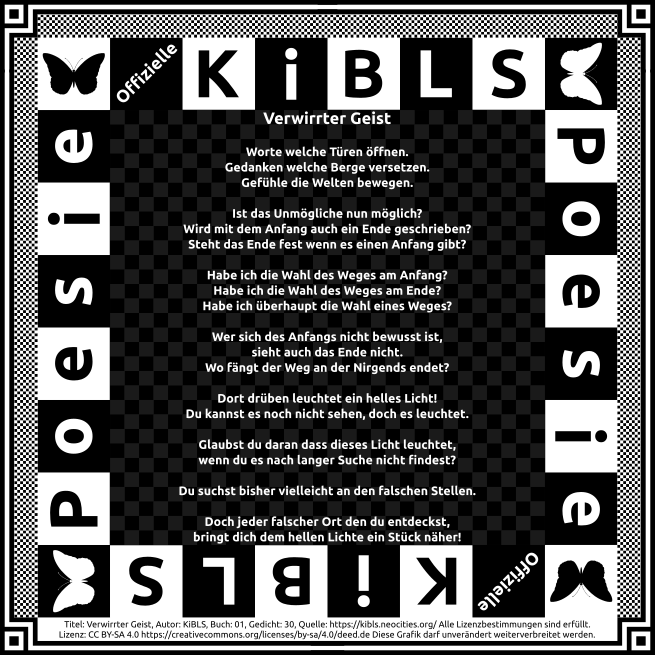 Offizielle
KiBLS
Poesie
Poesie
Verwirrter Geist
Worte welche Türen öffnen.
Gedanken welche Berge versetzen.
Gefühle die Welten bewegen.
Ist das Unmögliche nun möglich?
Wird mit dem Anfang auch ein Ende geschrieben?
Steht das Ende fest wenn es einen Anfang gibt?
Habe ich die Wahl des Weges am Anfang?
Habe ich die Wahl des Weges am Ende?
Habe ich überhaupt die Wahl eines Weges?
Wer sich des Anfangs nicht bewusst ist,
sieht auch das Ende nicht.
Wo fängt der Weg an der Nirgends endet?
Dort drüben leuchtet ein helles Licht!
Du kannst es noch nicht sehen, doch es leuchtet.
Glaubst du daran dass dieses Licht leuchtet,
wenn du es nach langer Suche nicht findest?
Du suchst bisher vielleicht an den falschen Stellen.
Doch jeder falscher Ort den du entdeckst,
bringt dich dem hellen Lichte ein Stück näher!
Offizielle
KiBLS
Titel: Verwirrter Geist, Autor: KiBLS, Buch: 01, Gedicht: 30, Quelle: https://kibls.neocities.org/ Alle Lizenzbestimmungen sind erfüllt.
Lizenz: CC BY-SA 4.0 https://creativecommons.org/licenses/by-sa/4.0/deed.de Diese Grafik darf unverändert weiterverbreitet werden.